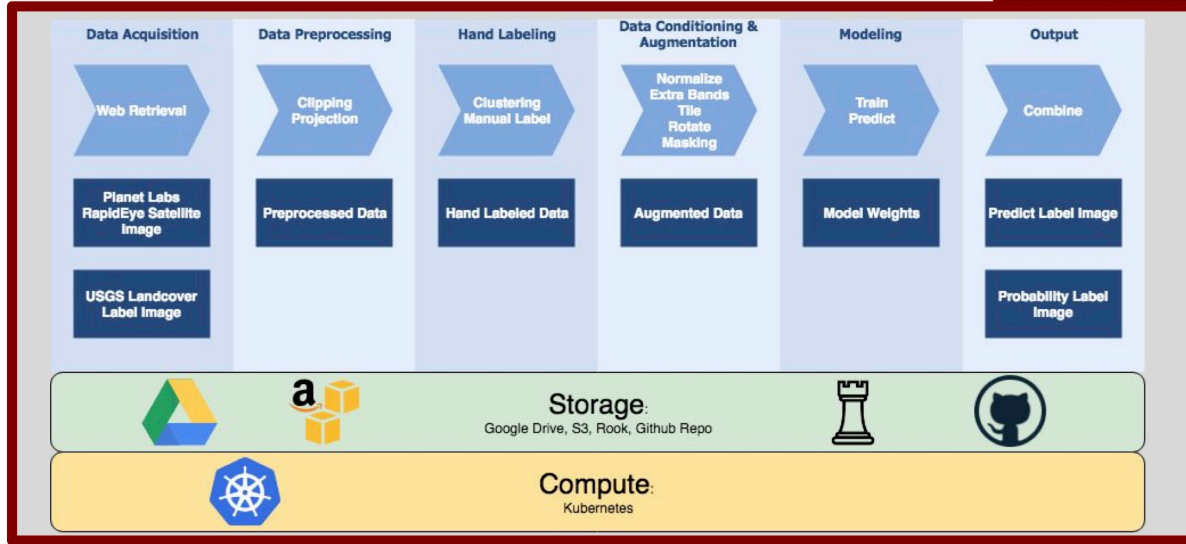 Data Acquisition
Web Retrieval
Planet Labs
RapidEye Satellite
Image
USGS Landcover
Label Image
Data Preprocessing
Clipping
Projection
Preprocessed Data
Hand Labeling
Clustering
Manual Label
Hand Labeled Data
Data Conditioning &
Augmentation
Normalize
Extra Bands
Tile
Rotate
Masking
Augmented Data
Modeling
Train
Predict
Model Weights
Output
Combine
Predict Label Image
Probability Label
Image
a
Storage:
Google Drive, S3, Rook, Github Repo
Compute:
Kubernetes